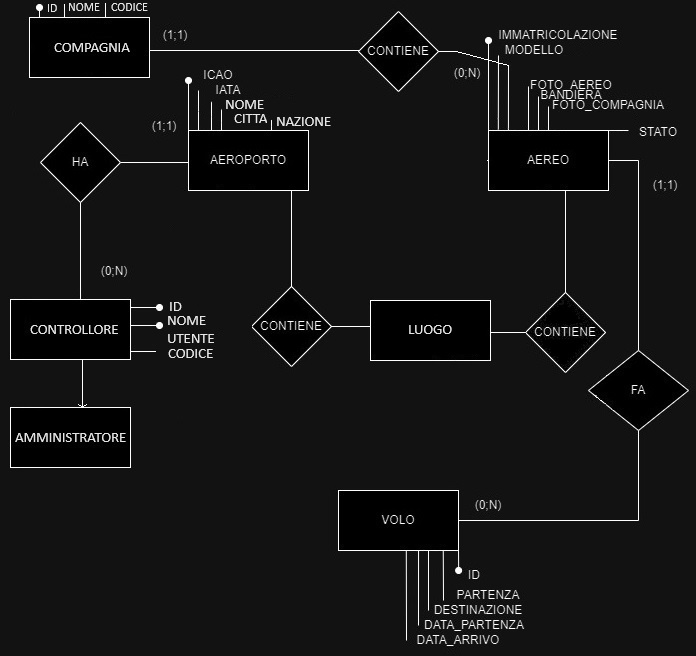 ID NOME CODICE
COMPAGNIA
(1;1)
CONTIENE
(0;N)
IMMATRICOLAZIONE
MODELLO
FOTO_AEREO
BANDIERA
FOTO_COMPAGNIA
STATO
AEREO
(1;1)
ICAO
IATA
NOME
CITTA
NAZIONE
(1;1)
AEROPORTO
HA
(0;N)
CONTROLLORE
ID
NOME
UTENTE
CODICE
CONTIENE
LUOGO
CONTIENE
FA
AMMINISTRATORE
VOLO
(0;N)
ID
PARTENZA
DESTINAZIONE
DATA_PARTENZA
DATA_ARRIVO